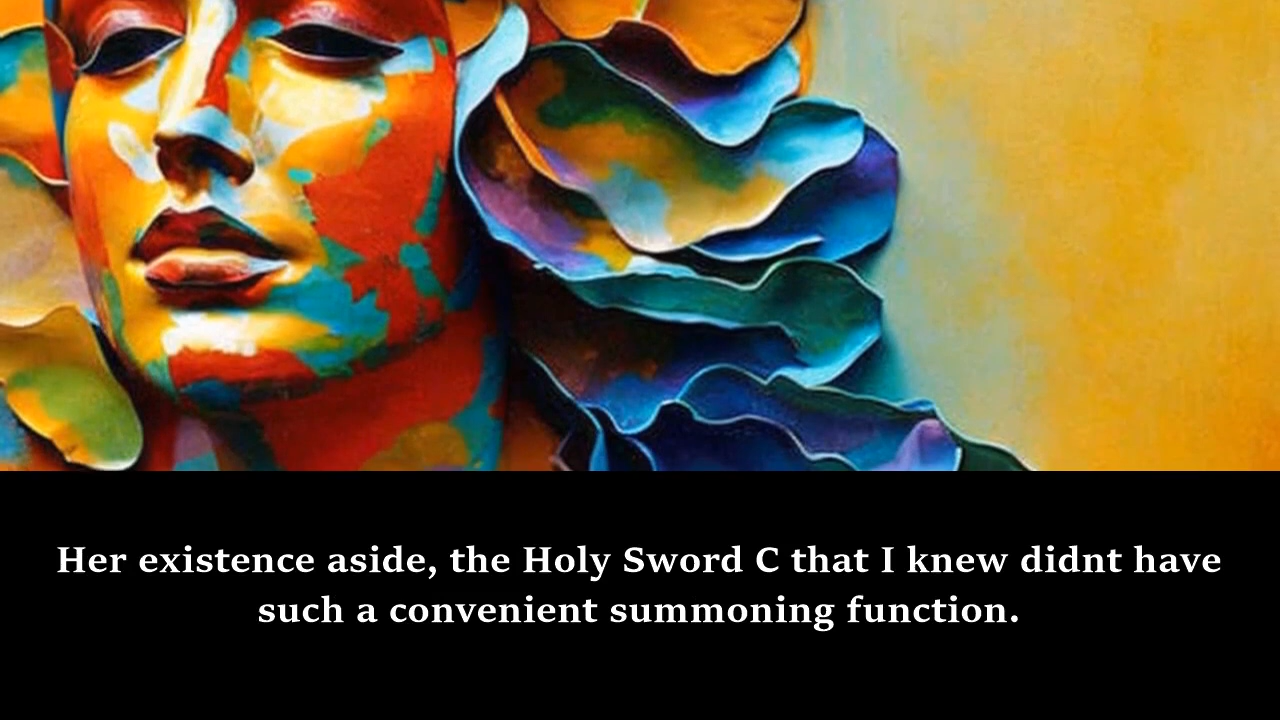 Her existence aside, the Holy Sword C that I knew didnt have
such a convenient summoning function.